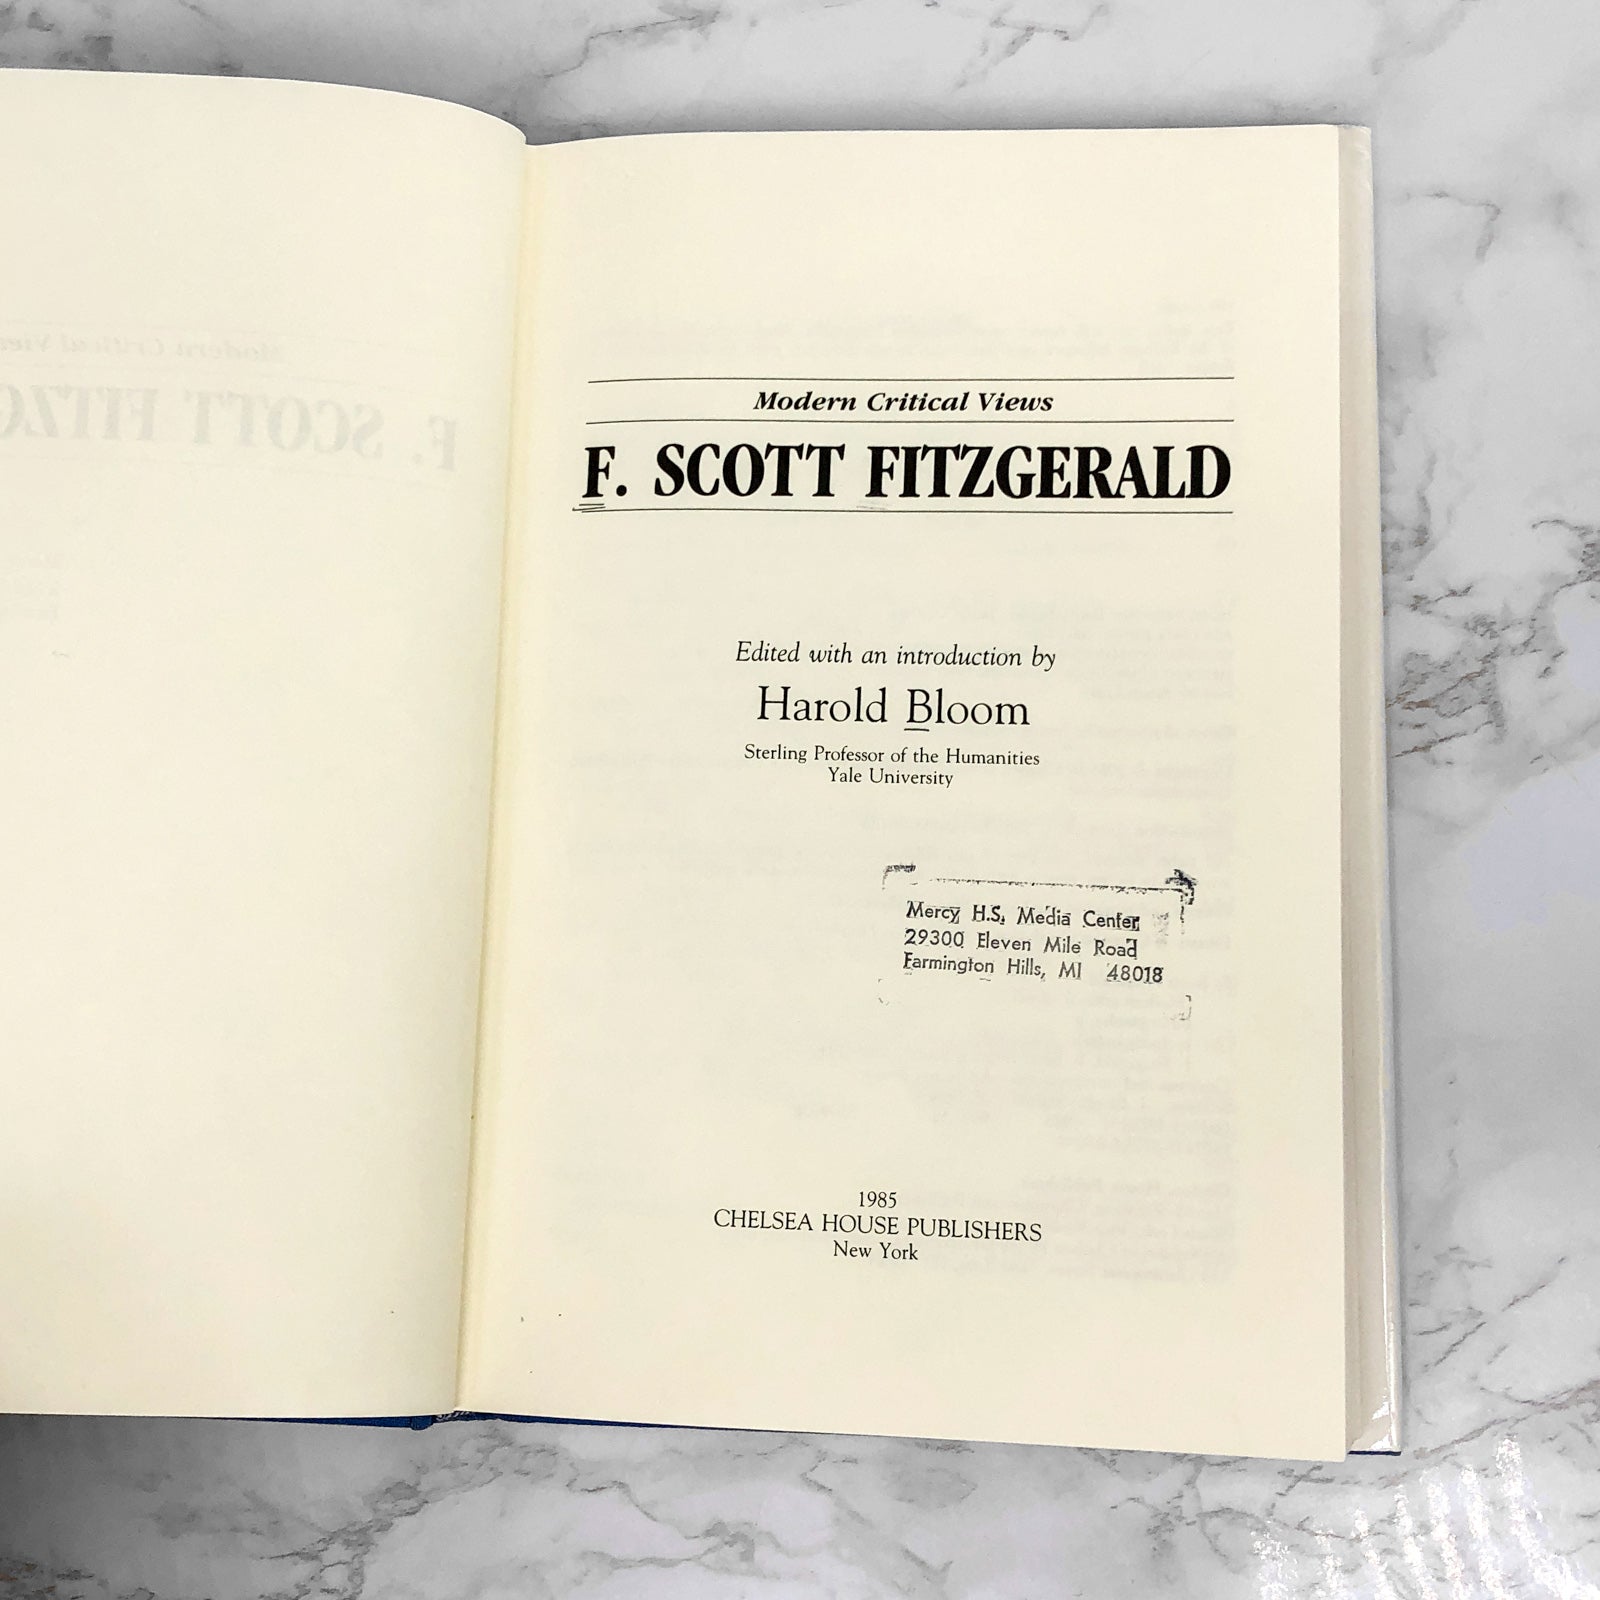 Modern Critical Views
F. SCOTT FITZGERALD
Edited with an introduction by
Harold Bloom
Sterling Professor of the Humanities
Yale University
Mercy H.S. Media Center
29300 Eleven Mile Road
Farmington Hills, MI 48018
1985
CHELSEA HOUSE PUBLISHERS
New York